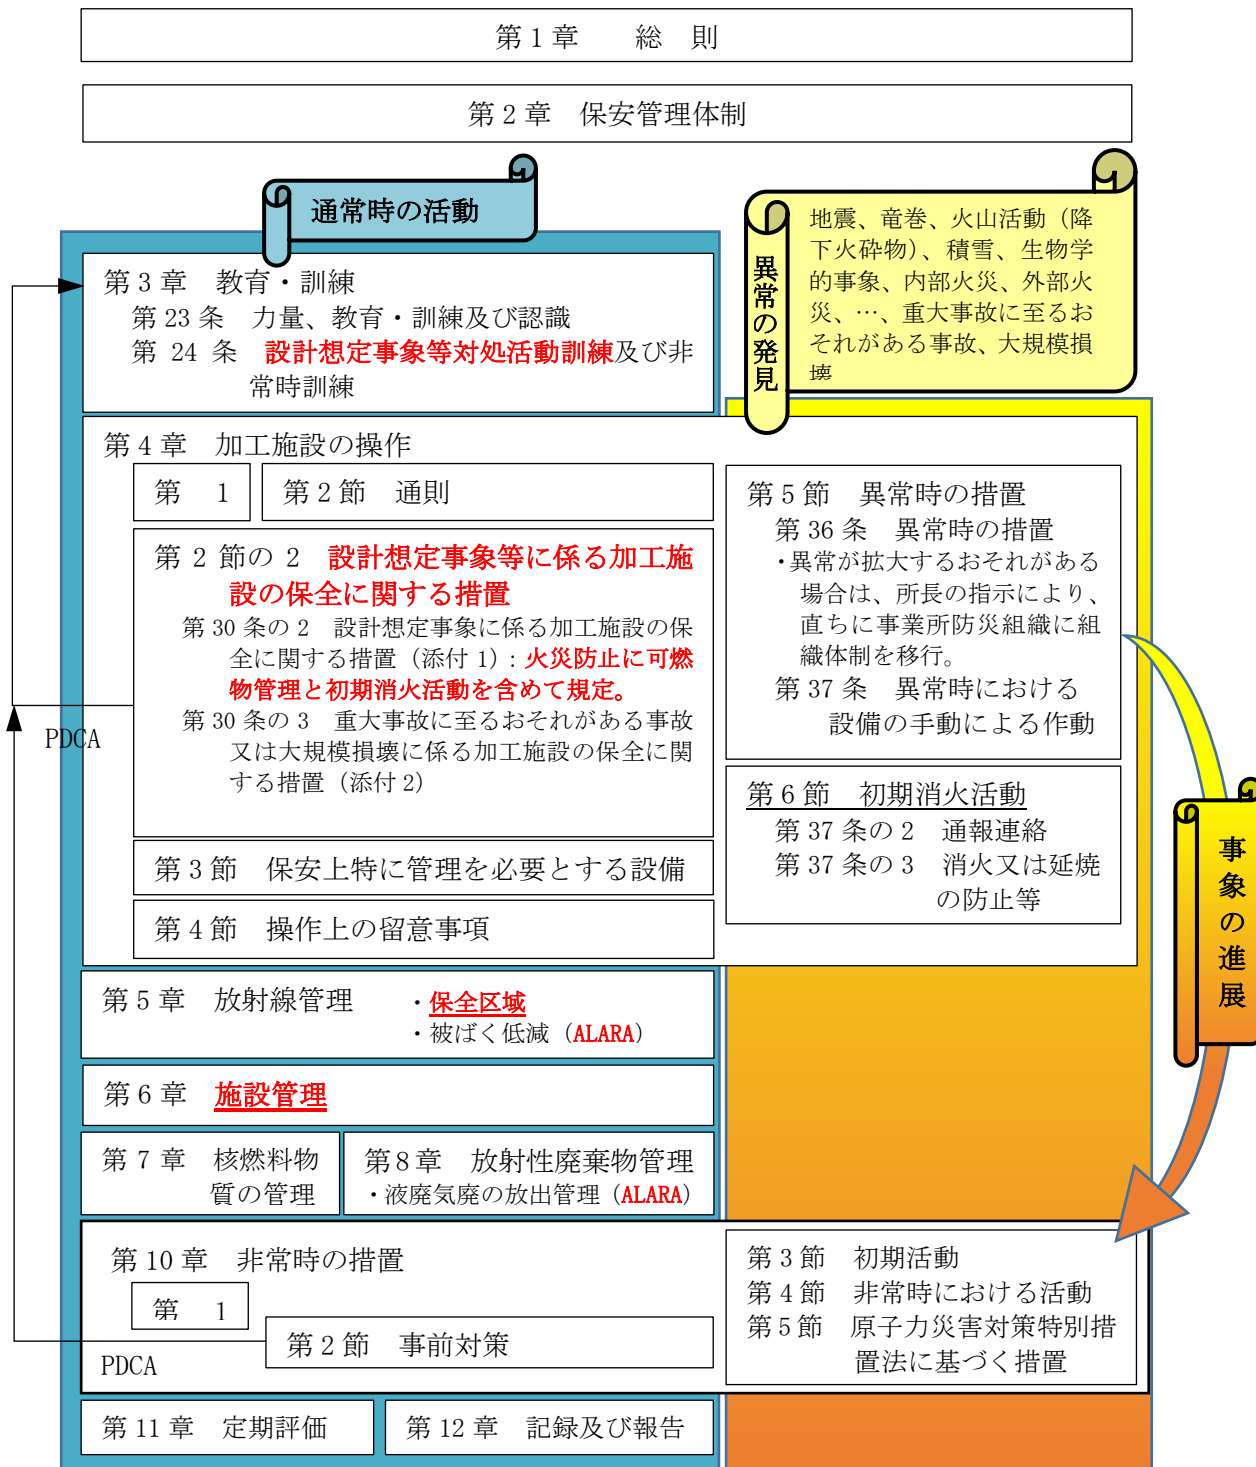 第1章　　総　則
第2章　保安管理体制
通常時の活動
異常の発見
地震、竜巻、火山活動（降
下火砕物）、積雪、生物学
的事象、内部火災、外部火
災、…、重大事故に至るお
それがある事故、大規模損
壊
第3章　教育・訓練
第23条　力量、教育・訓練及び認識
第 24 条　設計想定事象等対処活動訓練及び非
常時訓練
第4章　加工施設の操作
第　1
第2節　通則
第 2 節の 2　設計想定事象等に係る加工施
設の保全に関する措置
第30条の2　設計想定事象に係る加工施設の保
全に関する措置（添付1）：火災防止に可燃
物管理と初期消火活動を含めて規定。
第30条の3　重大事故に至るおそれがある事故
又は大規模損壊に係る加工施設の保全に関
する措置（添付2）
第3節　保安上特に管理を必要とする設備
第4節　操作上の留意事項
第5節　異常時の措置
第36条　異常時の措置
・異常が拡大するおそれがある
場合は、所長の指示により、
直ちに事業所防災組織に組
織体制を移行。
第37条　異常時における
設備の手動による作動
第6節　初期消火活動
第37条の2　通報連絡
第37条の3　消火又は延焼
の防止等
PDCA
事象の進展
第5章　放射線管理
・保全区域
・被ばく低減（ALARA）
第6章　施設管理
第7章　核燃料物
質の管理
第8章　放射性廃棄物管理
・液廃気廃の放出管理（ALARA）
第10章　非常時の措置
第　1
第2節　事前対策
PDCA
第3節　初期活動
第4節　非常時における活動
第5節　原子力災害対策特別措
置法に基づく措置
第11章　定期評価
第12章　記録及び報告